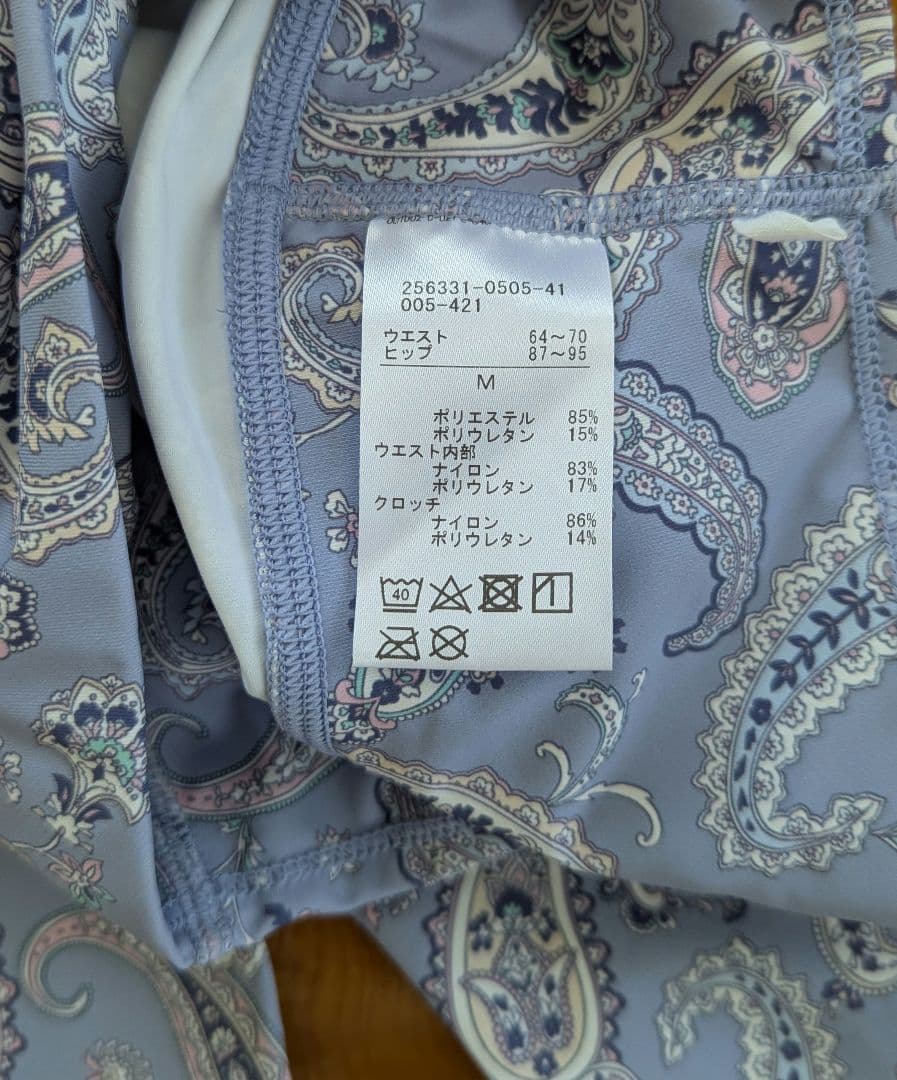 256331-0505-41
005-421
ウエスト 64～70
ヒップ 87～95
M
ポリエステル 85%
ポリウレタン 15%
ウエスト内部
ナイロン 83%
ポリウレタン 17%
クロッチ
ナイロン 86%
ポリウレタン 14%
40